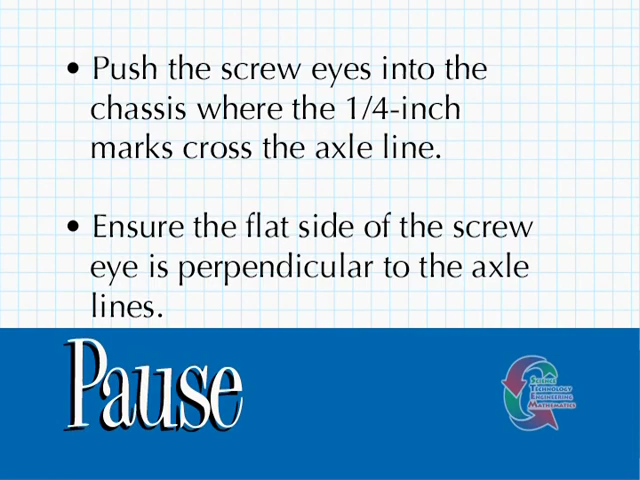 • Push the screw eyes into the
chassis where the 1/4-inch
marks cross the axle line.
• Ensure the flat side of the screw
eye is perpendicular to the axle
lines.
Pause
Science
Technology
Engineering
Mathematics